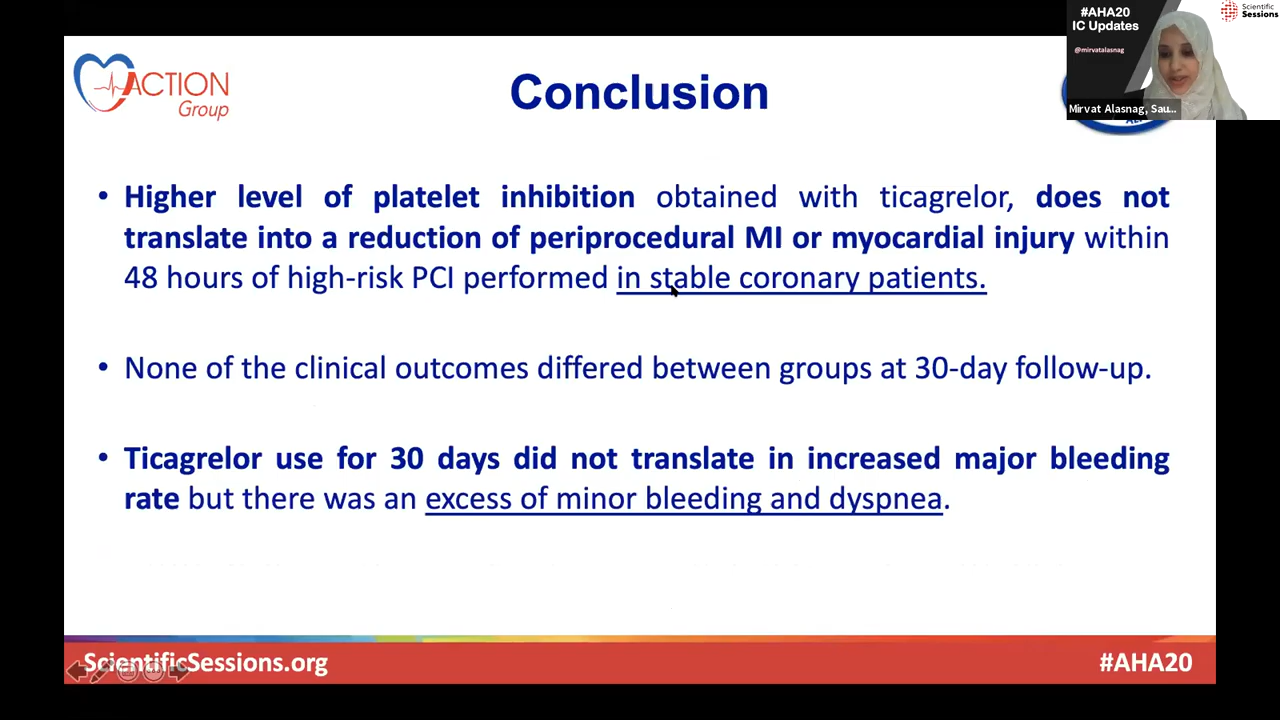 #AHA20
IC Updates
@mirvatalasnag
Scientific
Sessions
Mirvat Alasnag, Sau...
ACTION
Group
Conclusion
• Higher level of platelet inhibition obtained with ticagrelor, does not
translate into a reduction of periprocedural MI or myocardial injury within
48 hours of high-risk PCI performed in stable coronary patients.
• None of the clinical outcomes differed between groups at 30-day follow-up.
• Ticagrelor use for 30 days did not translate in increased major bleeding
rate but there was an excess of minor bleeding and dyspnea.
ScientificSessions.org
#AHA20